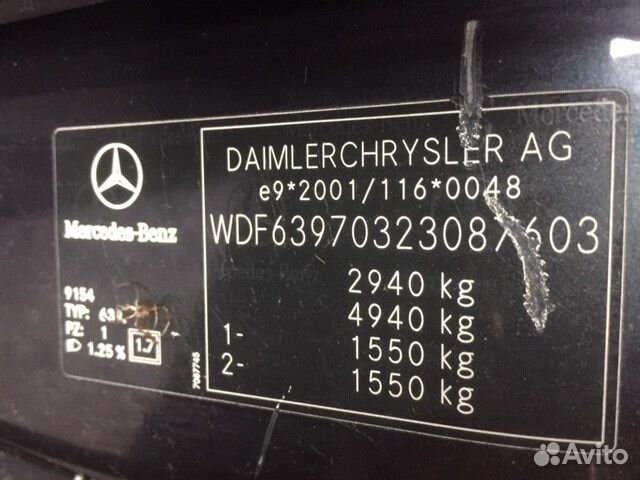 Mercedes-Benz
DAIMLERCHRYSLER AG
e9*2001/116*0048
2940 kg
4940 kg
1- 1550 kg
2- 1550 kg
9154
TYP:
PZ: 1
1.25 % 1.7
7007745
Avito